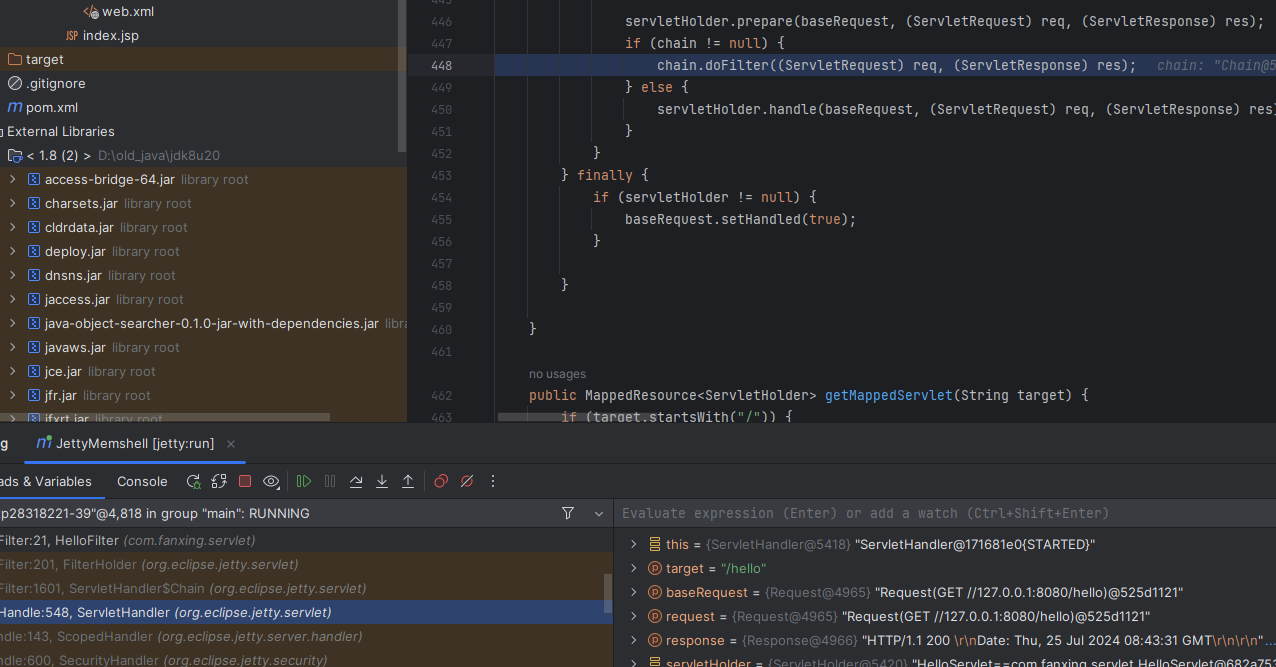 web.xml
JSP index.jsp
target
.gitignore
m pom.xml
External Libraries
< 1.8 (2) > D:\old_java\jdk8u20
access-bridge-64.jar library root
charsets.jar library root
cldrdata.jar library root
deploy.jar library root
dnsns.jar library root
jaccess.jar library root
java-object-searcher-0.1.0-jar-with-dependencies.jar libra
javaws.jar library root
jce.jar library root
jfr.jar library root
jfxrt.jar library root
446 servletHolder.prepare(baseRequest, (ServletRequest) req, (ServletResponse) res);
447 if (chain != null) {
448 chain.doFilter((ServletRequest) req, (ServletResponse) res); chain: "Chain@5
449 } else {
450 servletHolder.handle(baseRequest, (ServletRequest) req, (ServletResponse) res)
451 }
452 }
453 } finally {
454 if (servletHolder != null) {
455 baseRequest.setHandled(true);
456 }
457
458 }
459
460 }
461
no usages
462 public MappedResource<ServletHolder> getMappedServlet(String target) {
463 if (target.startsWith("/")) {
g
m JettyMemshell [jetty:run] ×
ads & Variables Console
p28318221-39"@4,818 in group "main": RUNNING
Filter:21, HelloFilter (com.fanxing.servlet)
Filter:201, FilterHolder (org.eclipse.jetty.servlet)
Filter:1601, ServletHandler$Chain (org.eclipse.jetty.servlet)
Handle:548, ServletHandler (org.eclipse.jetty.servlet)
ndle:143, ScopedHandler (org.eclipse.jetty.server.handler)
ndle:600, SecurityHandler (org.eclipse.jetty.security)
Evaluate expression (Enter) or add a watch (Ctrl+Shift+Enter)
this = {ServletHandler@5418} "ServletHandler@171681e0{STARTED}"
target = "/hello"
baseRequest = {Request@4965} "Request(GET //127.0.0.1:8080/hello)@525d1121"
request = {Request@4965} "Request(GET //127.0.0.1:8080/hello)@525d1121"
response = {Response@4966} "HTTP/1.1 200 \r\nDate: Thu, 25 Jul 2024 08:43:31 GMT\r\n\r\n"...
servletHolder = {ServletHolder@5420} "HelloServlet==com.fanxing.servlet.HelloServlet@682a752